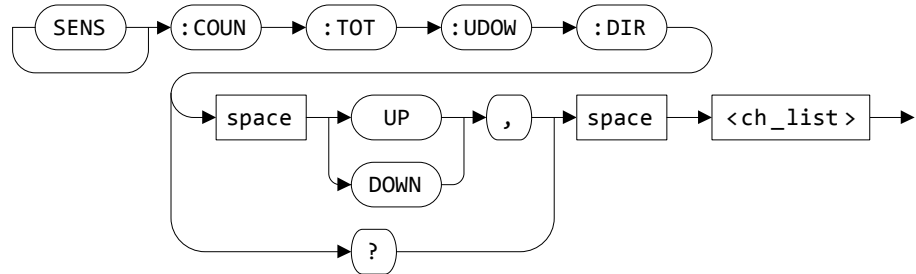 SENS :COUN :TOT :UDOW :DIR
space UP , space <ch_list>
DOWN
?